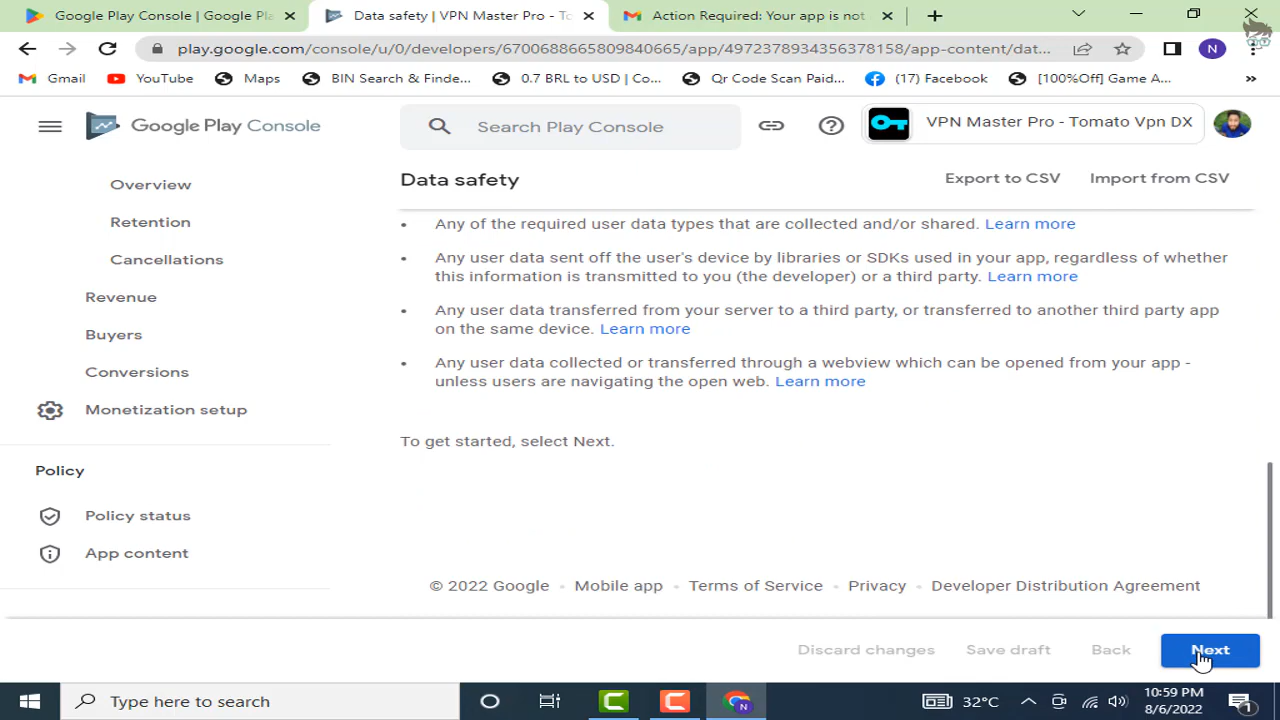 Google Play Console | Google Pla
Data safety | VPN Master Pro - To
Action Required: Your app is not
play.google.com/console/u/0/developers/6700688665809840665/app/4972378934356378158/app-content/dat...
N
Gmail
YouTube
Maps
BIN Search & Finde...
0.7 BRL to USD | Co...
Qr Code Scan Paid...
(17) Facebook
[100%Off] Game A...
»
Google Play Console
Search Play Console
VPN Master Pro - Tomato Vpn DX
Overview
Retention
Cancellations
Revenue
Buyers
Conversions
Monetization setup
Policy
Policy status
App content
Data safety
Export to CSV
Import from CSV
• Any of the required user data types that are collected and/or shared. Learn more
• Any user data sent off the user's device by libraries or SDKs used in your app, regardless of whether
this information is transmitted to you (the developer) or a third party. Learn more
• Any user data transferred from your server to a third party, or transferred to another third party app
on the same device. Learn more
• Any user data collected or transferred through a webview which can be opened from your app -
unless users are navigating the open web. Learn more
To get started, select Next.
© 2022 Google • Mobile app • Terms of Service • Privacy • Developer Distribution Agreement
Discard changes
Save draft
Back
Next
Type here to search
32°C
10:59 PM
8/6/2022
1